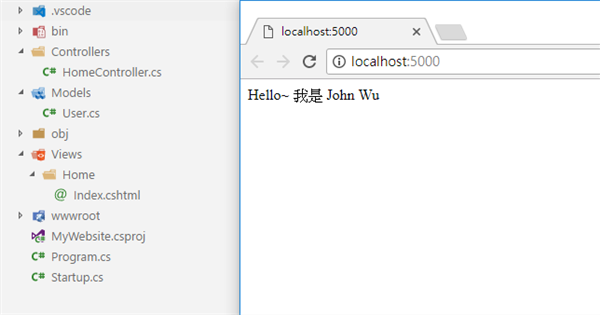 .vscode
bin
Controllers
HomeController.cs
Models
User.cs
obj
Views
Home
Index.cshtml
wwwroot
MyWebsite.csproj
Program.cs
Startup.cs
localhost:5000
localhost:5000
Hello~ 我是 John Wu